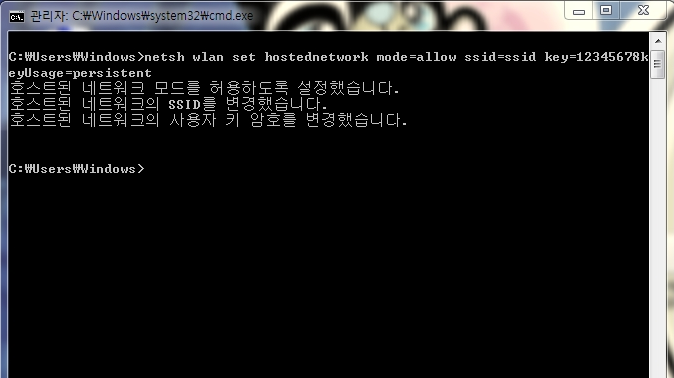 관리자: C:\Windows\system32\cmd.exe
C:\Users\Windows>netsh wlan set hostednetwork mode=allow ssid=ssid key=12345678k
eyUsage=persistent
호스트된 네트워크 모드를 허용하도록 설정했습니다.
호스트된 네트워크의 SSID를 변경했습니다.
호스트된 네트워크의 사용자 키 암호를 변경했습니다.
C:\Users\Windows>